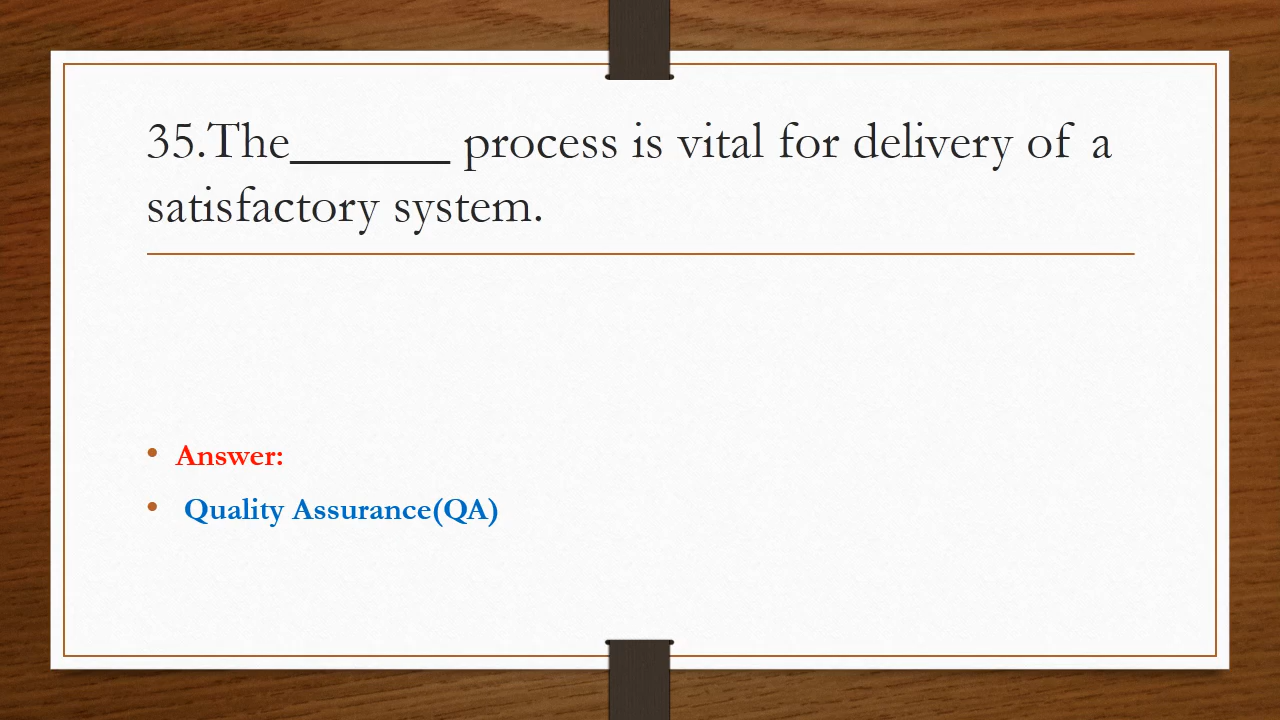 35.The______ process is vital for delivery of a
satisfactory system.
• Answer:
• Quality Assurance(QA)